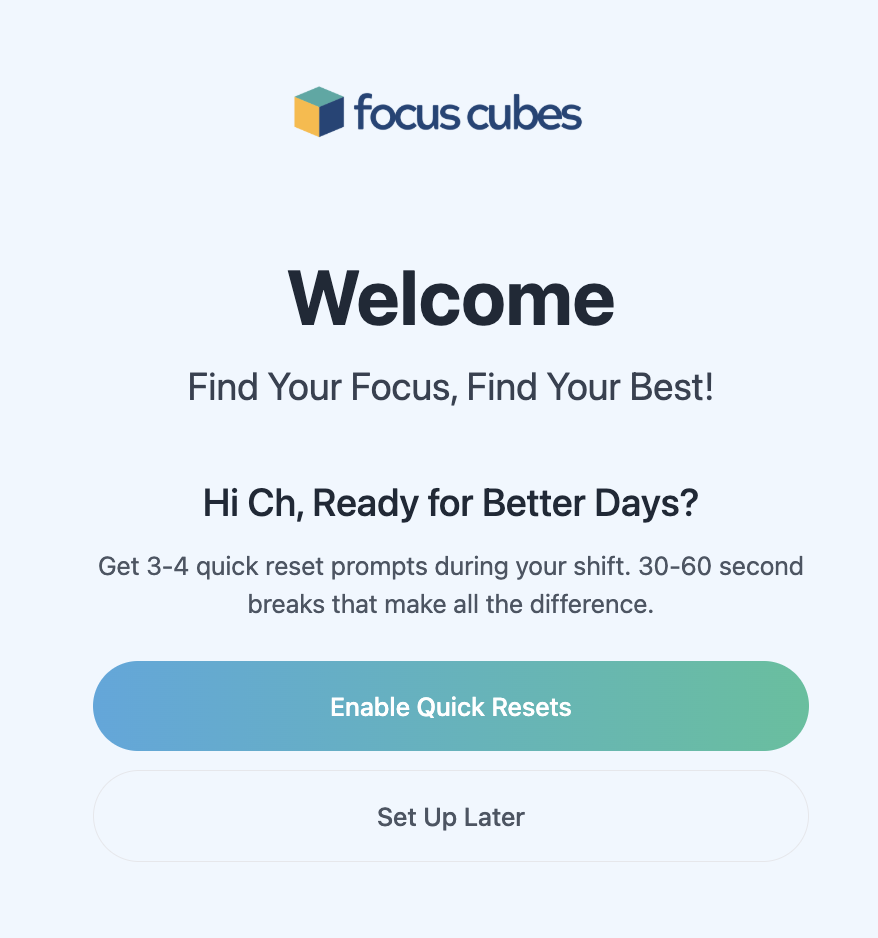 focus cubes
Welcome
Find Your Focus, Find Your Best!
Hi Ch, Ready for Better Days?
Get 3-4 quick reset prompts during your shift. 30-60 second
breaks that make all the difference.
Enable Quick Resets
Set Up Later